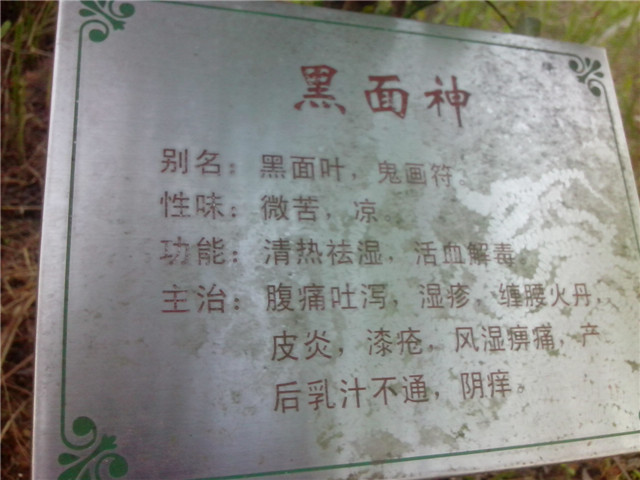 黑面神
别名：黑面叶，鬼画符。
性味：微苦，凉。
功能：清热祛湿，活血解毒
主治：腹痛吐泻，湿疹，缠腰火丹，
皮炎，漆疮，风湿痹痛，产
后乳汁不通，阴痒。